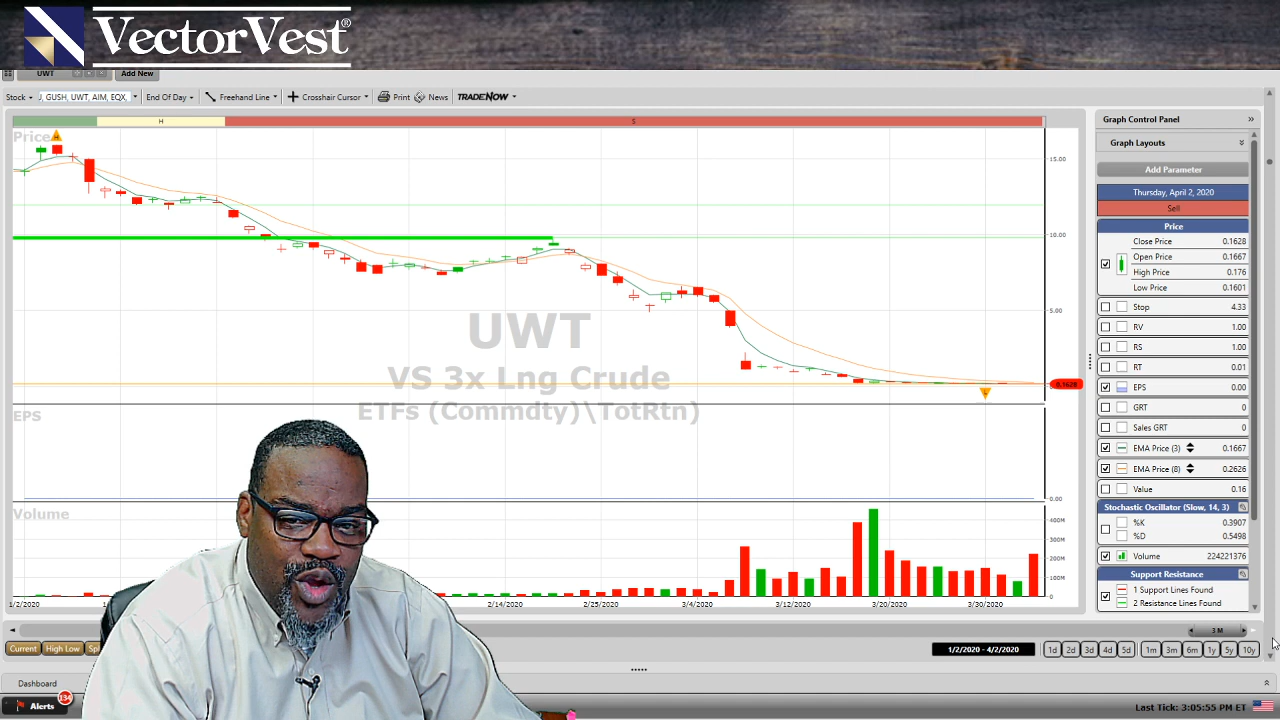 VectorVest®
UWT
Add New
Stock
J, GUSH, UWT, AIM, EQX,
End Of Day
Freehand Line
Crosshair Cursor
Print
News
TRADENOW
H
S
Price
H
15.00
10.00
5.00
0.1628
L
UWT
VS 3x Lng Crude
ETFs (Commdty)\TotRtn)
EPS
0.00
Volume
400M
300M
200M
100M
0
1/2/2020
2/14/2020
2/25/2020
3/4/2020
3/12/2020
3/20/2020
3/30/2020
3 M
Current
High Low
1/2/2020 - 4/2/2020
1d 2d 3d 4d 5d 1m 3m 6m 1y 5y 10y
Graph Control Panel
Graph Layouts
Add Parameter
Thursday, April 2, 2020
Sell
Price
Close Price 0.1628
Open Price 0.1667
High Price 0.176
Low Price 0.1601
Stop 4.33
RV 1.00
RS 1.00
RT 0.01
EPS 0.00
GRT 0
Sales GRT 0
EMA Price (3) 0.1667
EMA Price (8) 0.2626
Value 0.16
Stochastic Oscillator (Slow, 14, 3)
%K 0.3907
%D 0.5498
Volume 224221376
Support Resistance
1 Support Lines Found
2 Resistance Lines Found
Dashboard
Alerts
134
Last Tick: 3:05:55 PM ET